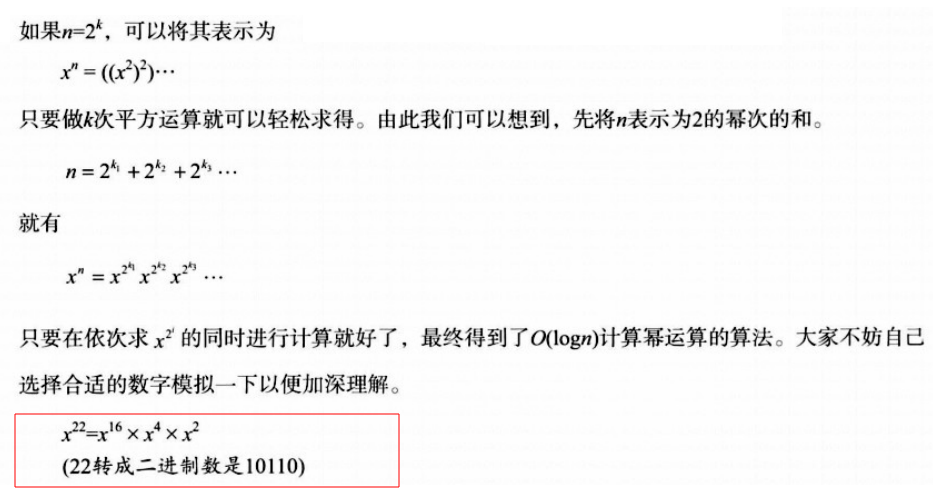 如果n=2^k，可以将其表示为
x^n = ((x^2)^2)⋯
只要做k次平方运算就可以轻松求得。由此我们可以想到，先将n表示为2的幂次的和。
n = 2^{k_1} + 2^{k_2} + 2^{k_3} ⋯
就有
x^n = x^{2^{k_1}} x^{2^{k_2}} x^{2^{k_3}} ⋯
只要在依次求 x^{2^i} 的同时进行计算就好了，最终得到了O(logn)计算幂运算的算法。大家不妨自己
选择合适的数字模拟一下以便加深理解。
x^{22}=x^{16} × x^4 × x^2
(22转成二进制数是10110)